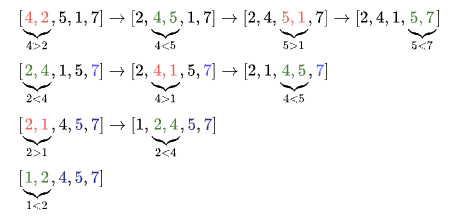 [4, 2, 5, 1, 7] → [2, 4, 5, 1, 7] → [2, 4, 5, 1, 7] → [2, 4, 1, 5, 7]
4>2 4<5 5>1 5<7
[2, 4, 1, 5, 7] → [2, 4, 1, 5, 7] → [2, 1, 4, 5, 7]
2<4 4>1 4<5
[2, 1, 4, 5, 7] → [1, 2, 4, 5, 7]
2>1 2<4
[1, 2, 4, 5, 7]
1<2